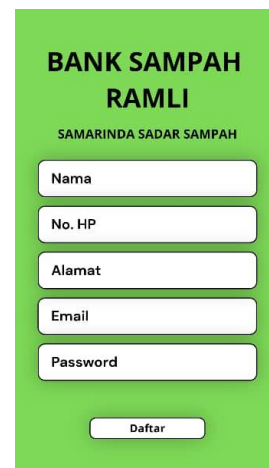 BANK SAMPAH
RAMLI
SAMARINDA SADAR SAMPAH
Nama
No. HP
Alamat
Email
Password
Daftar